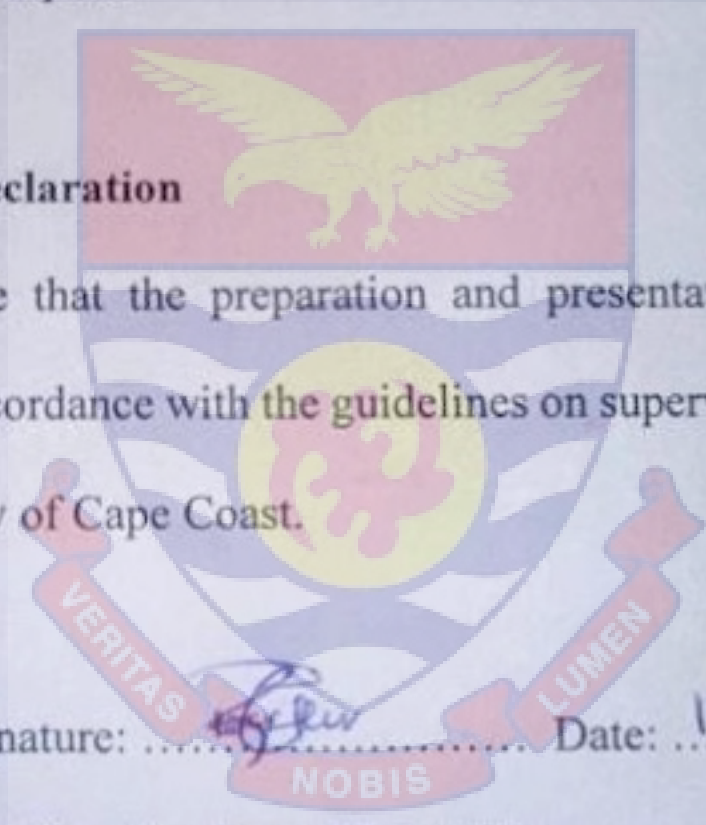 claration
that the preparation and presenta
cordance with the guidelines on super
of Cape Coast.
nature: ........................... Date: ..
VERITAS
NOBIS
LUMEN